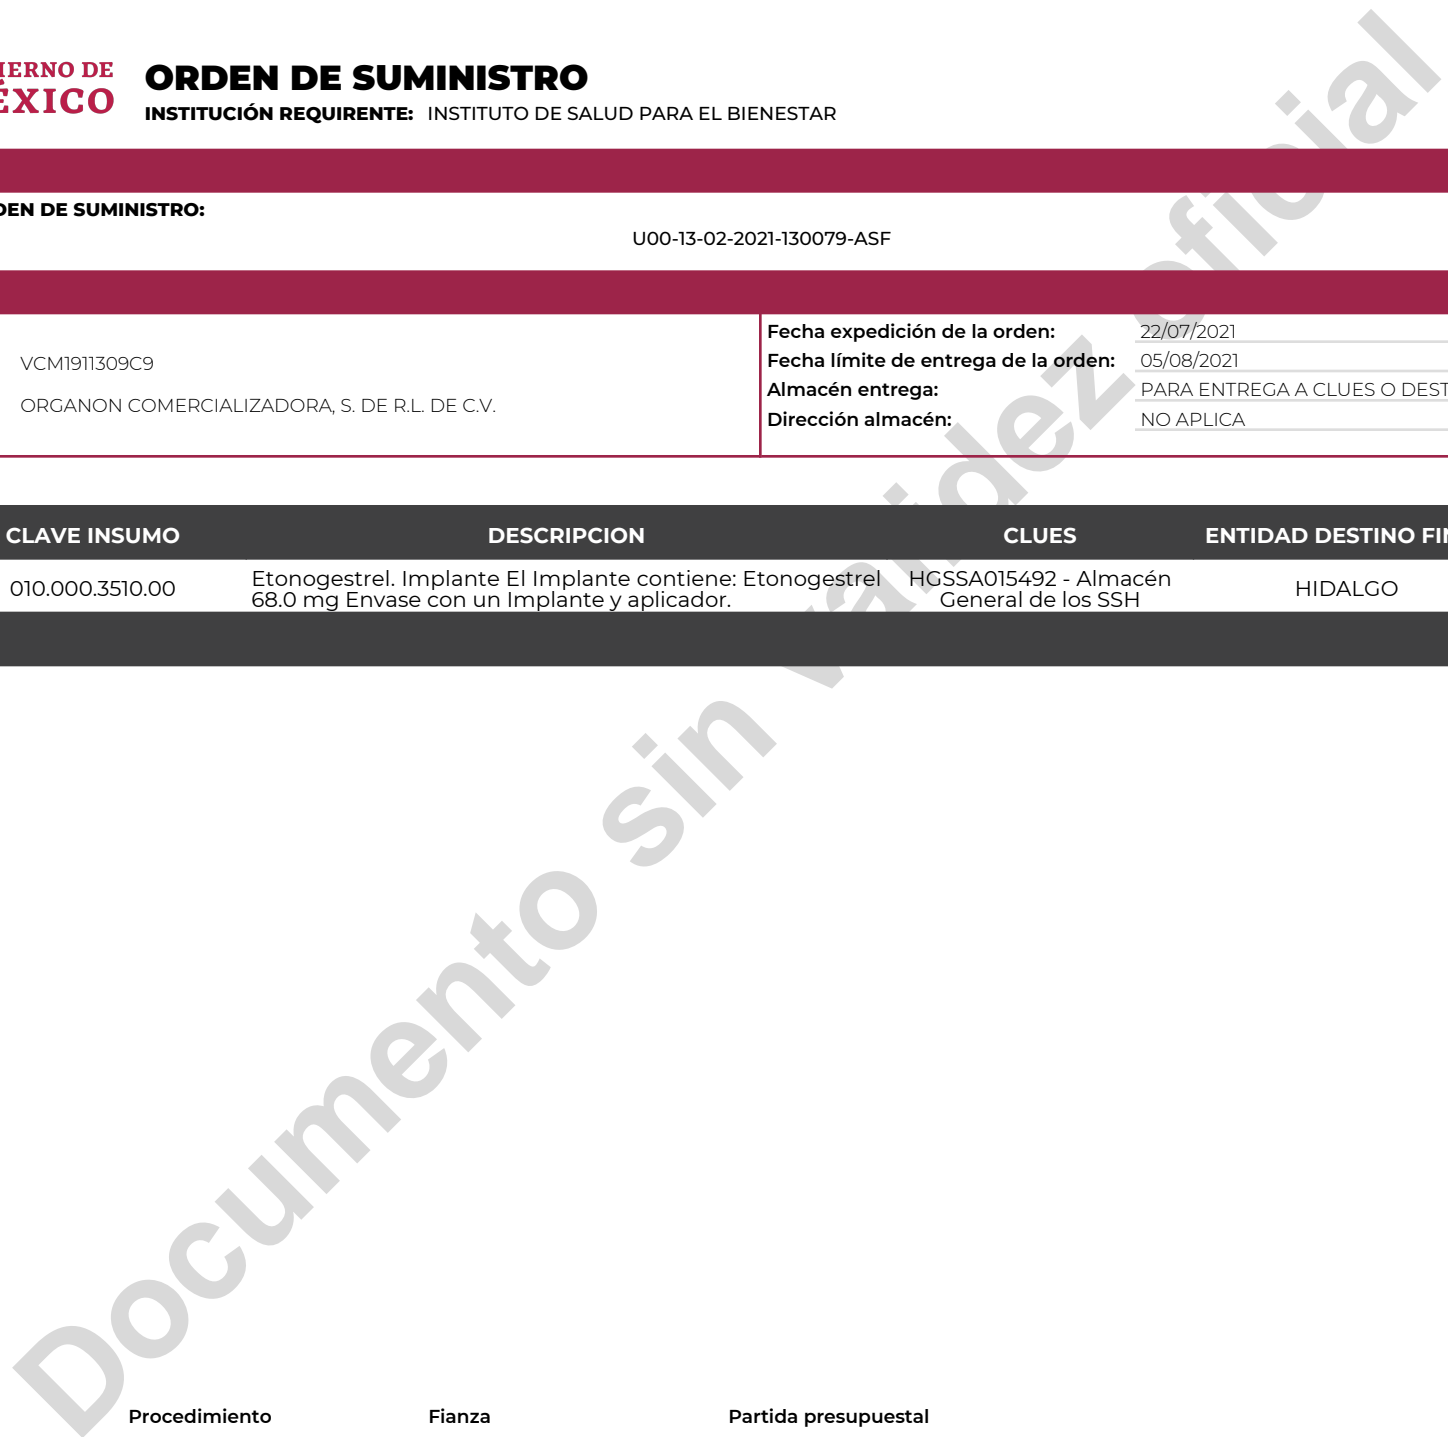 IERNO DE
ÉXICO
ORDEN DE SUMINISTRO
INSTITUCIÓN REQUIRENTE: INSTITUTO DE SALUD PARA EL BIENESTAR
DEN DE SUMINISTRO:
U00-13-02-2021-130079-ASF
VCM1911309C9
ORGANON COMERCIALIZADORA, S. DE R.L. DE C.V.
Fecha expedición de la orden: 22/07/2021
Fecha límite de entrega de la orden: 05/08/2021
Almacén entrega: PARA ENTREGA A CLUES O DEST
Dirección almacén: NO APLICA
CLAVE INSUMO DESCRIPCION CLUES ENTIDAD DESTINO FIN
010.000.3510.00
Etonogestrel. Implante El Implante contiene: Etonogestrel
68.0 mg Envase con un Implante y aplicador.
HGSSA015492 - Almacén
General de los SSH
HIDALGO
Documento sin validez oficial
Procedimiento Fianza Partida presupuestal